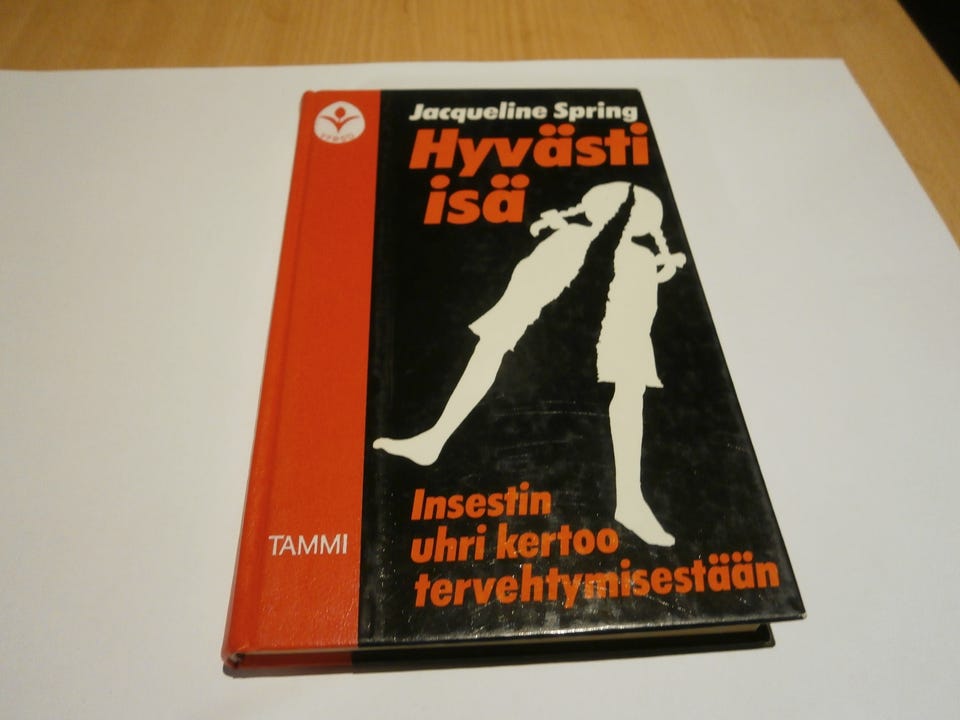 Jacqueline Spring
Hyvästi
isä
Insestin
uhri kertoo
tervehtymisestään
TAMMI